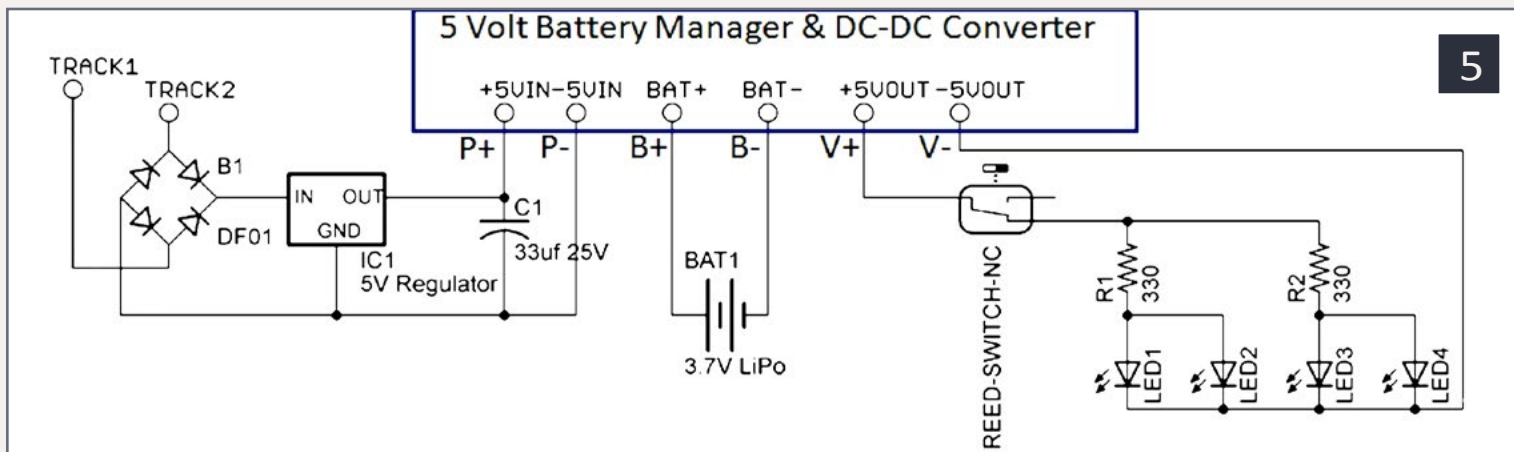 5 Volt Battery Manager & DC-DC Converter
5
TRACK1
TRACK2
+5VIN
-5VIN
BAT+
BAT-
+5VOUT
-5VOUT
P+
P-
B+
B-
V+
V-
B1
DF01
IN
OUT
GND
IC1
5V Regulator
C1
33uf 25V
BAT1
3.7V LiPo
REED-SWITCH-NC
R1
330
R2
330
LED1
LED2
LED3
LED4